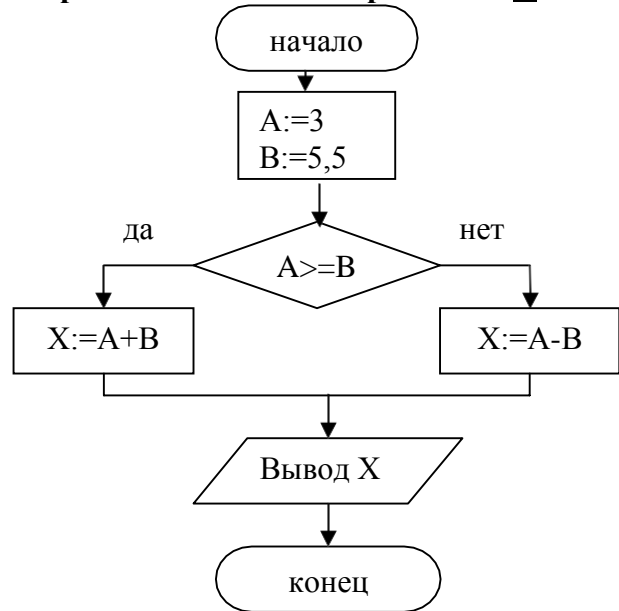 начало
A:=3
B:=5,5
да
нет
A>=B
X:=A+B
X:=A-B
Вывод X
конец